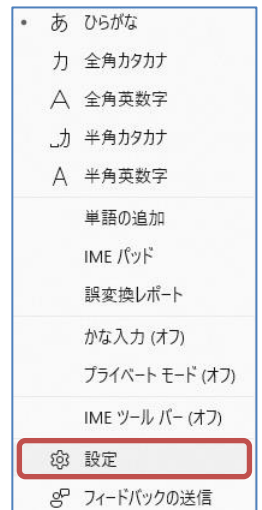 • あ ひらがな
カ 全角カタカナ
A 全角英数字
_カ 半角カタカナ
A 半角英数字
単語の追加
IME パッド
誤変換レポート
かな入力 (オフ)
プライベート モード (オフ)
IME ツール バー (オフ)
設定
フィードバックの送信